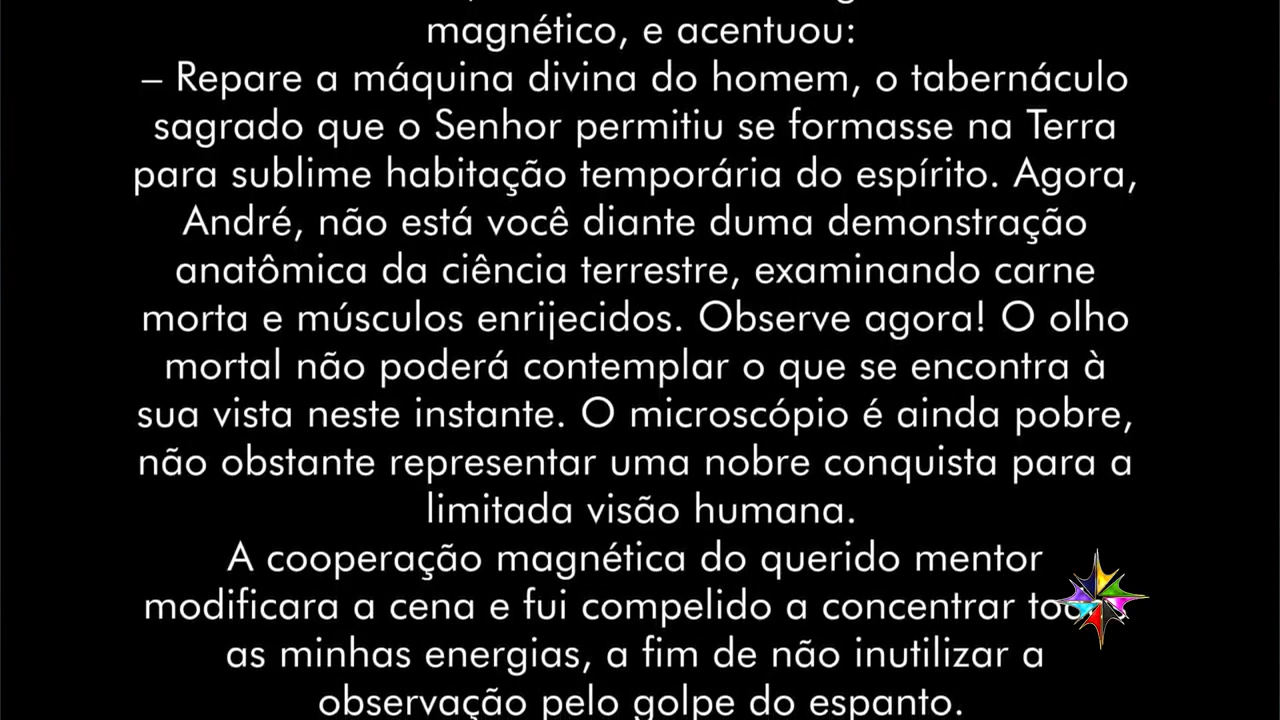 magnético, e acentuou:
– Repare a máquina divina do homem, o tabernáculo
sagrado que o Senhor permitiu se formasse na Terra
para sublime habitação temporária do espírito. Agora,
André, não está você diante duma demonstração
anatômica da ciência terrestre, examinando carne
morta e músculos enrijecidos. Observe agora! O olho
mortal não poderá contemplar o que se encontra à
sua vista neste instante. O microscópio é ainda pobre,
não obstante representar uma nobre conquista para a
limitada visão humana.
A cooperação magnética do querido mentor
modificara a cena e fui compelido a concentrar
as minhas energias, a fim de não inutilizar a
observação pelo golpe do espanto.